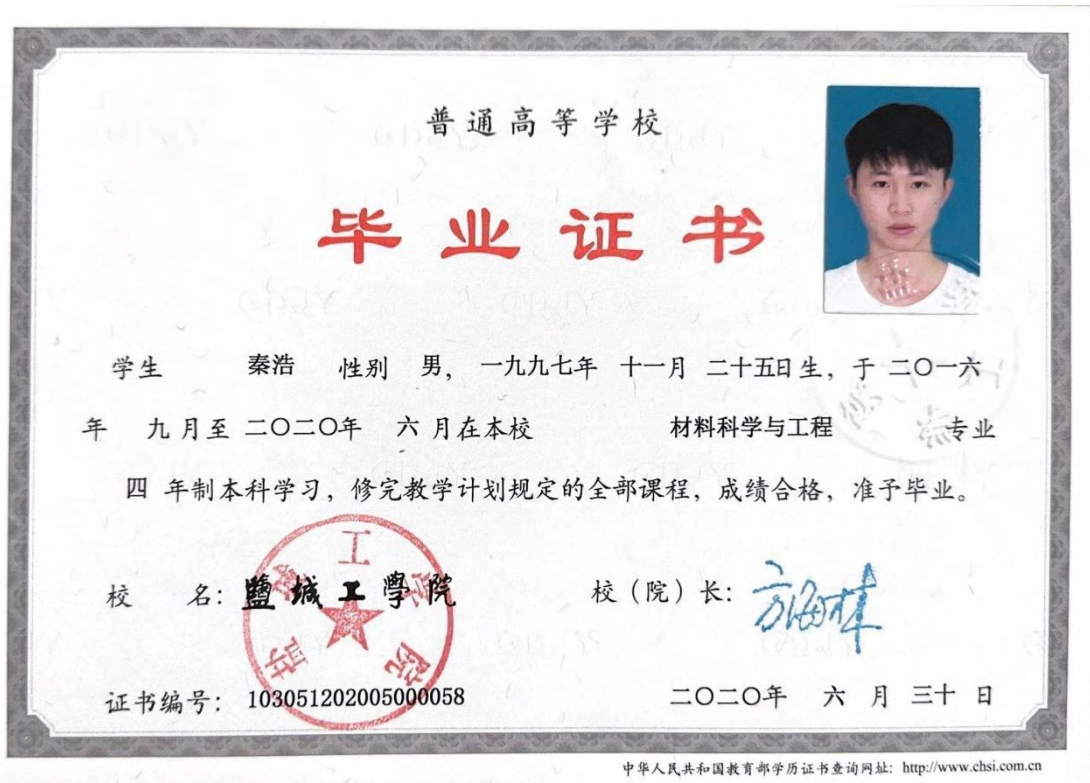 普通高等学校
毕业证书
学生 秦浩 性别 男， 一九九七年 十一月 二十五日生，于 二〇一六
年 九月至 二〇二〇年 六 月在本校 材料科学与工程 专业
四 年制本科学习，修完教学计划规定的全部课程，成绩合格，准予毕业。
校 名：鹽城工學院
校（院）长：
证书编号：103051202005000058
二〇二〇年 六 月 三十 日
中华人民共和国教育部学历证书查询网址：http://www.chsi.com.cn